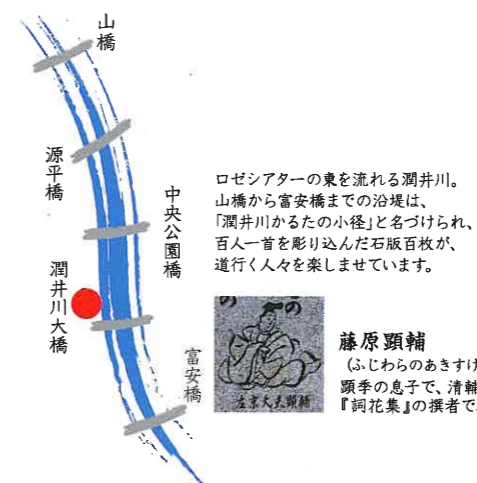 山橋
源平橋
中央公園橋
潤井川大橋
富安橋
ロゼシアターの東を流れる潤井川。
山橋から富安橋までの沿堤は、
「潤井川かるたの小径」と名づけられ、
百人一首を彫り込んだ石版百枚が、
道行く人々を楽しませています。
の
の
左京大夫顕輔
藤原顕輔
(ふじわらのあきすけ
顕季の息子で、清輔
『詞花集』の撰者で